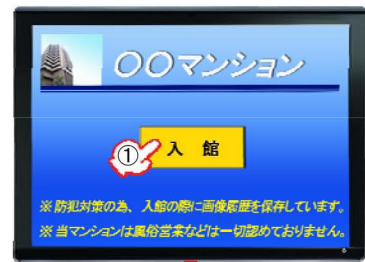 〇〇マンション
① 入 館
※ 防犯対策の為、入館の際に画像履歴を保存しています。
※ 当マンションは風俗営業などは一切認めておりません。